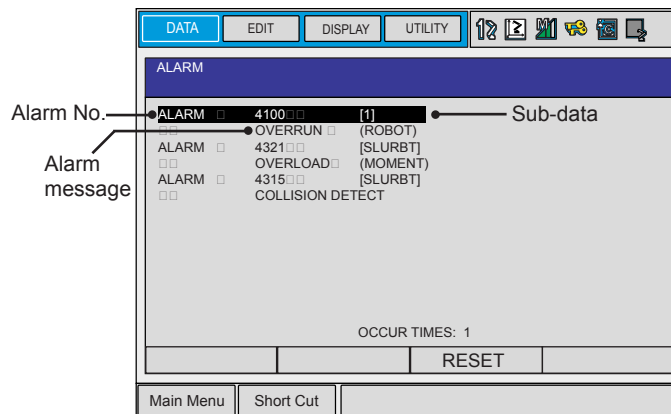 DATA EDIT DISPLAY UTILITY
ALARM
Alarm No. ALARM 4100 [1] Sub-data
OVERRUN (ROBOT)
ALARM 4321 [SLURBT]
Alarm message OVERLOAD (MOMENT)
ALARM 4315 [SLURBT]
COLLISION DETECT
OCCUR TIMES: 1
RESET
Main Menu Short Cut